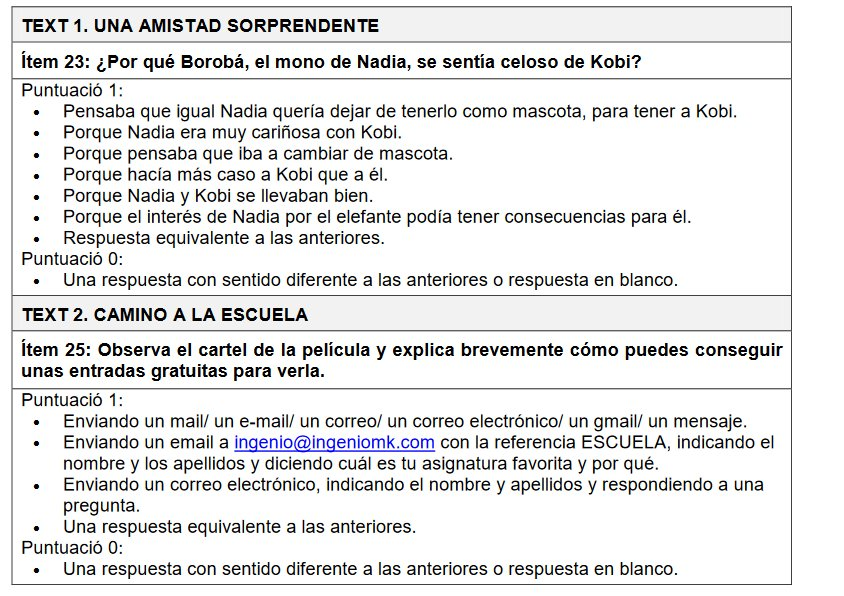 TEXT 1. UNA AMISTAD SORPRENDENTE
Ítem 23: ¿Por qué Borobá, el mono de Nadia, se sentía celoso de Kobi?
Puntuació 1:
• Pensaba que igual Nadia quería dejar de tenerlo como mascota, para tener a Kobi.
• Porque Nadia era muy cariñosa con Kobi.
• Porque pensaba que iba a cambiar de mascota.
• Porque hacía más caso a Kobi que a él.
• Porque Nadia y Kobi se llevaban bien.
• Porque el interés de Nadia por el elefante podía tener consecuencias para él.
• Respuesta equivalente a las anteriores.
Puntuació 0:
• Una respuesta con sentido diferente a las anteriores o respuesta en blanco.
TEXT 2. CAMINO A LA ESCUELA
Ítem 25: Observa el cartel de la película y explica brevemente cómo puedes conseguir
unas entradas gratuitas para verla.
Puntuació 1:
• Enviando un mail/ un e-mail/ un correo/ un correo electrónico/ un gmail/ un mensaje.
• Enviando un email a ingenio@ingeniomk.com con la referencia ESCUELA, indicando el
nombre y los apellidos y diciendo cuál es tu asignatura favorita y por qué.
• Enviando un correo electrónico, indicando el nombre y apellidos y respondiendo a una
pregunta.
• Una respuesta equivalente a las anteriores.
Puntuació 0:
• Una respuesta con sentido diferente a las anteriores o respuesta en blanco.